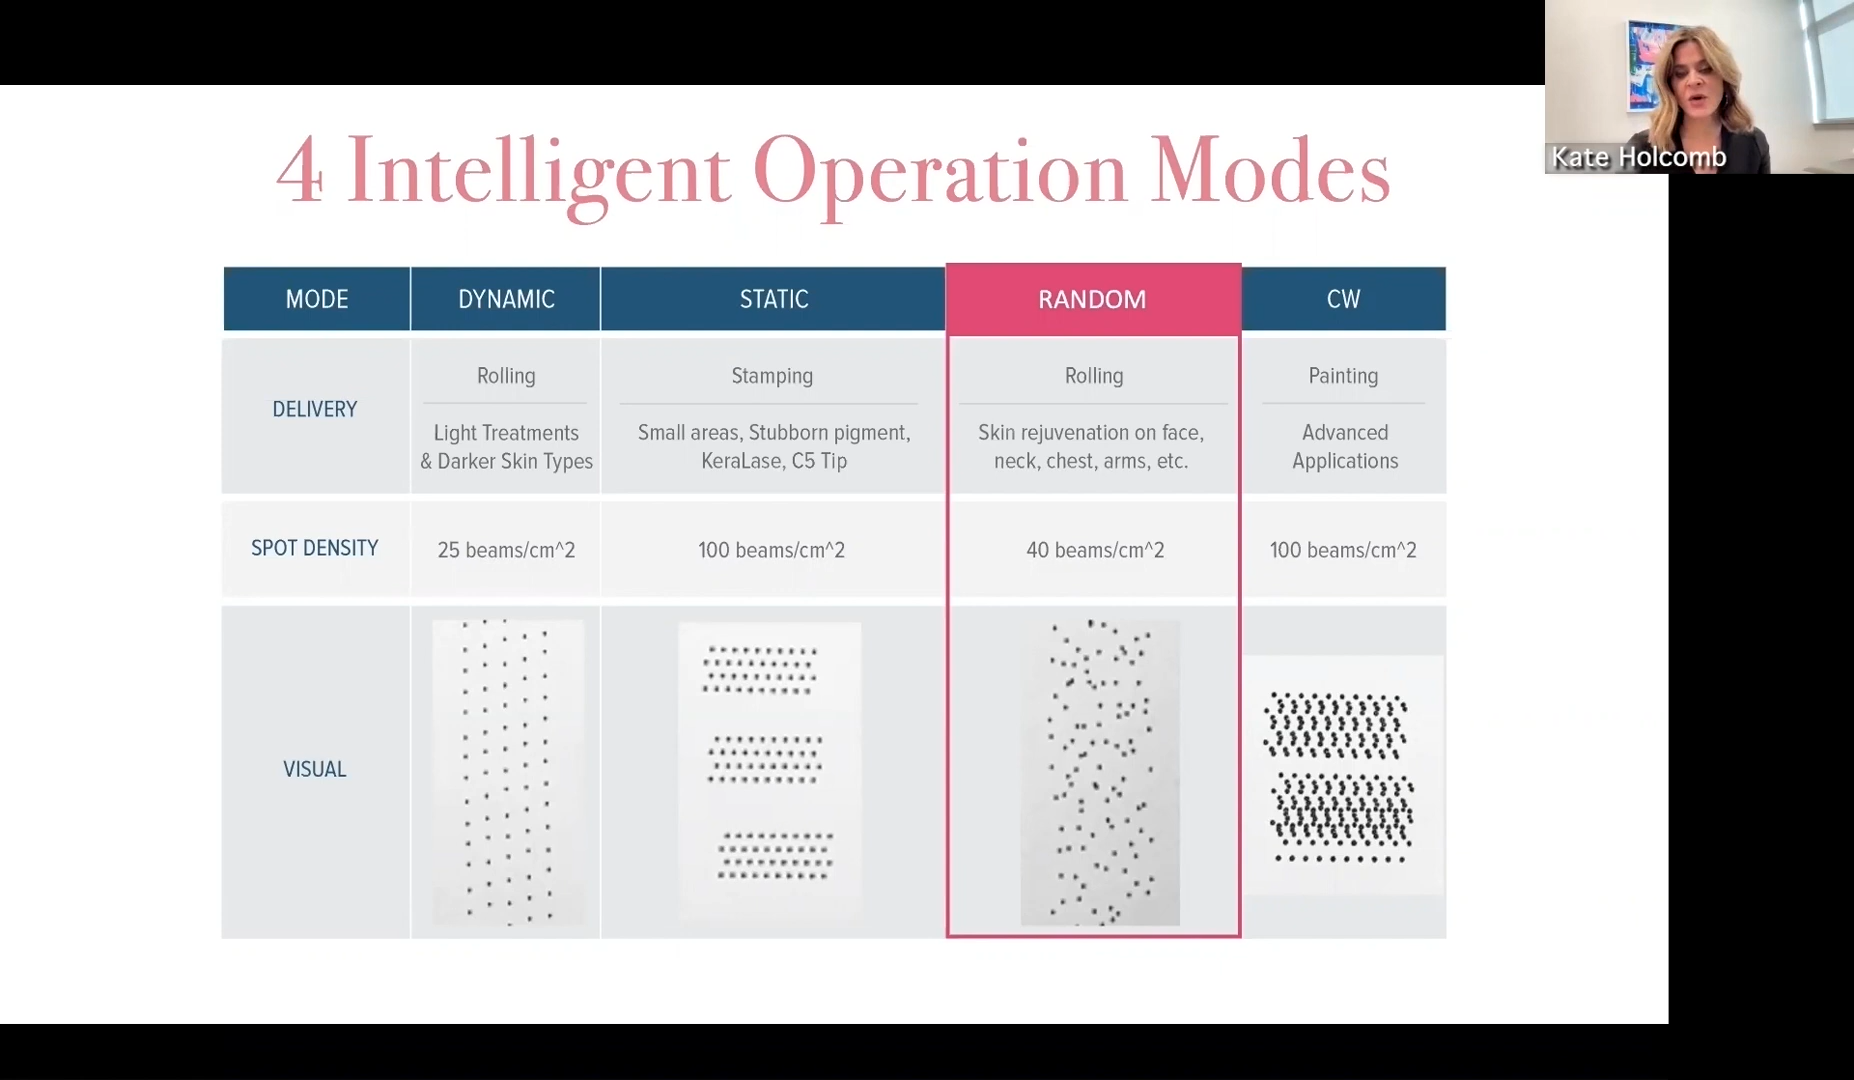 Kate Holcomb
4 Intelligent Operation Modes
MODE DYNAMIC STATIC RANDOM CW
DELIVERY
Rolling
Light Treatments
& Darker Skin Types
Stamping
Small areas, Stubborn pigment,
KeraLase, C5 Tip
Rolling
Skin rejuvenation on face,
neck, chest, arms, etc.
Painting
Advanced
Applications
SPOT DENSITY 25 beams/cm^2 100 beams/cm^2 40 beams/cm^2 100 beams/cm^2
VISUAL